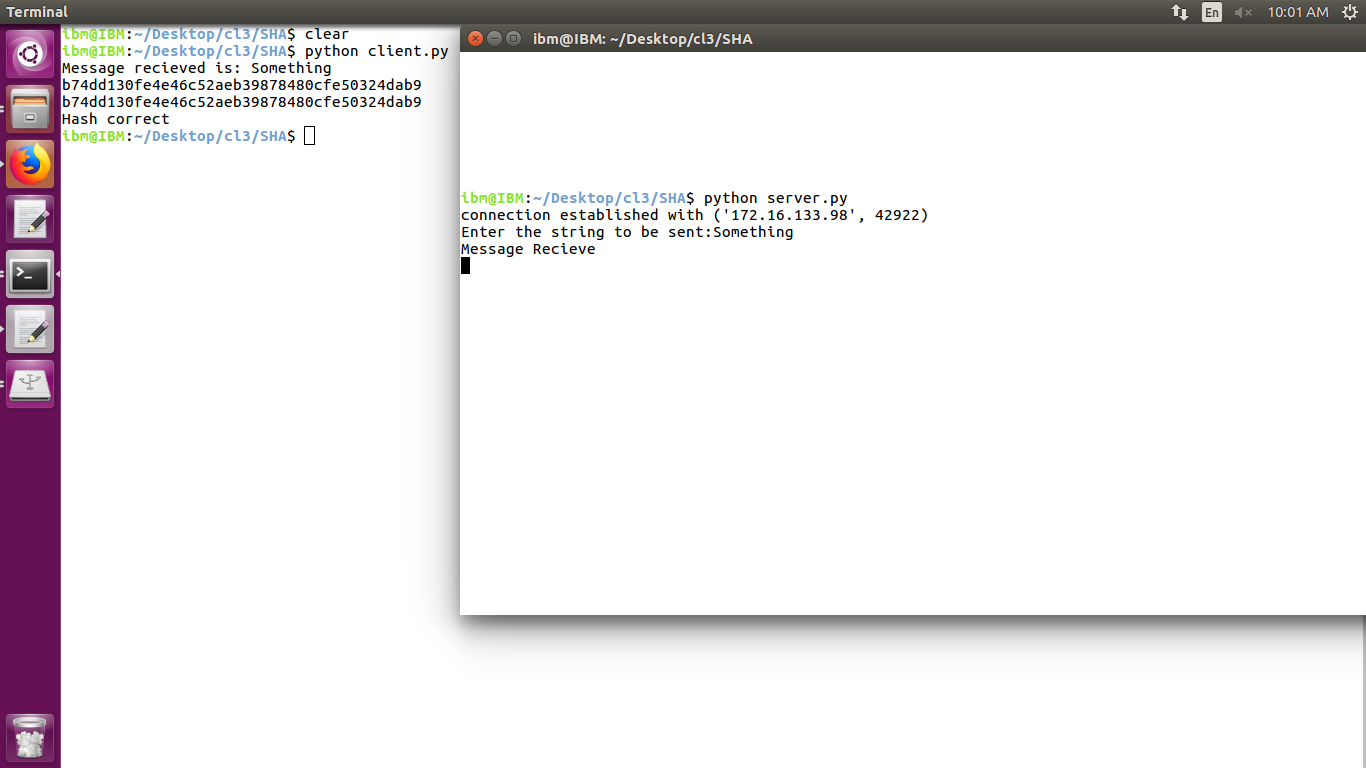 Terminal
En
10:01 AM
ibm@IBM:~/Desktop/cl3/SHA$ clear
ibm@IBM:~/Desktop/cl3/SHA$ python client.py
Message recieved is: Something
b74dd130fe4e46c52aeb39878480cfe50324dab9
b74dd130fe4e46c52aeb39878480cfe50324dab9
Hash correct
ibm@IBM:~/Desktop/cl3/SHA$
ibm@IBM: ~/Desktop/cl3/SHA
ibm@IBM:~/Desktop/cl3/SHA$ python server.py
connection established with ('172.16.133.98', 42922)
Enter the string to be sent:Something
Message Recieve